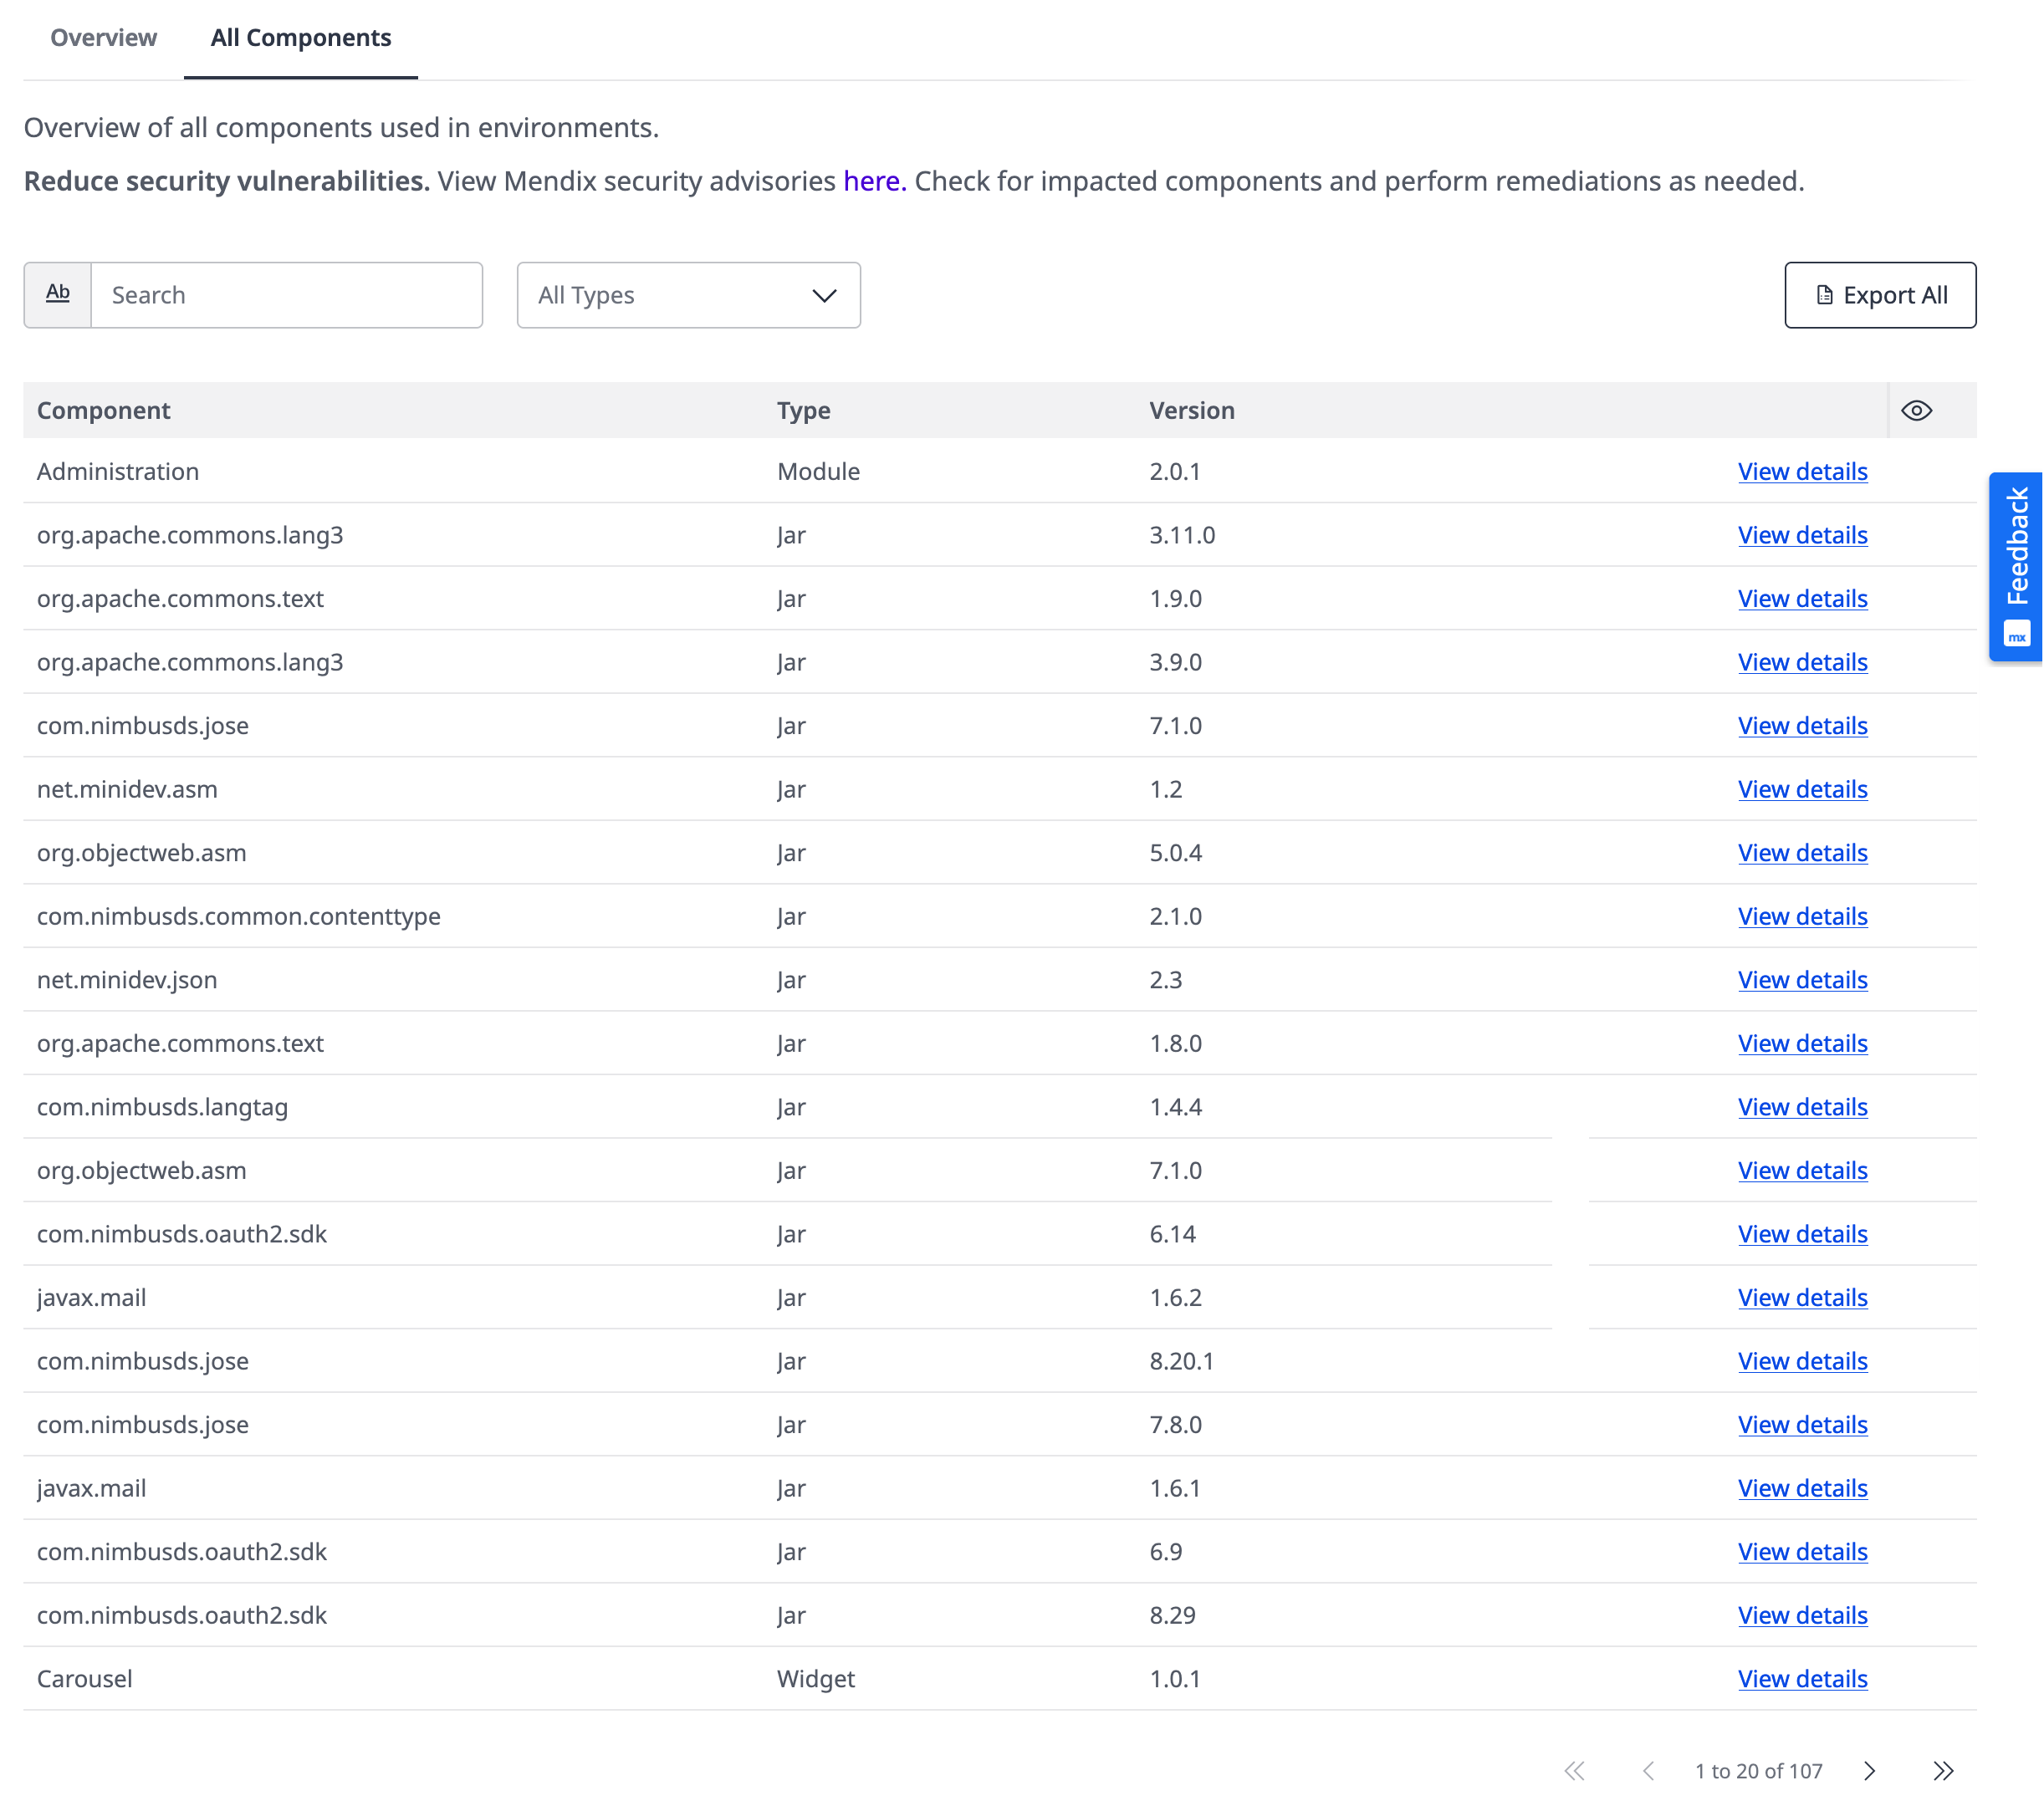 Overview All Components
Overview of all components used in environments.
Reduce security vulnerabilities. View Mendix security advisories here. Check for impacted components and perform remediations as needed.
Ab Search All Types Export All
Component Type Version
Administration Module 2.0.1 View details
org.apache.commons.lang3 Jar 3.11.0 View details
org.apache.commons.text Jar 1.9.0 View details
org.apache.commons.lang3 Jar 3.9.0 View details
com.nimbusds.jose Jar 7.1.0 View details
net.minidev.asm Jar 1.2 View details
org.objectweb.asm Jar 5.0.4 View details
com.nimbusds.common.contenttype Jar 2.1.0 View details
net.minidev.json Jar 2.3 View details
org.apache.commons.text Jar 1.8.0 View details
com.nimbusds.langtag Jar 1.4.4 View details
org.objectweb.asm Jar 7.1.0 View details
com.nimbusds.oauth2.sdk Jar 6.14 View details
javax.mail Jar 1.6.2 View details
com.nimbusds.jose Jar 8.20.1 View details
com.nimbusds.jose Jar 7.8.0 View details
javax.mail Jar 1.6.1 View details
com.nimbusds.oauth2.sdk Jar 6.9 View details
com.nimbusds.oauth2.sdk Jar 8.29 View details
Carousel Widget 1.0.1 View details
1 to 20 of 107
mx Feedback